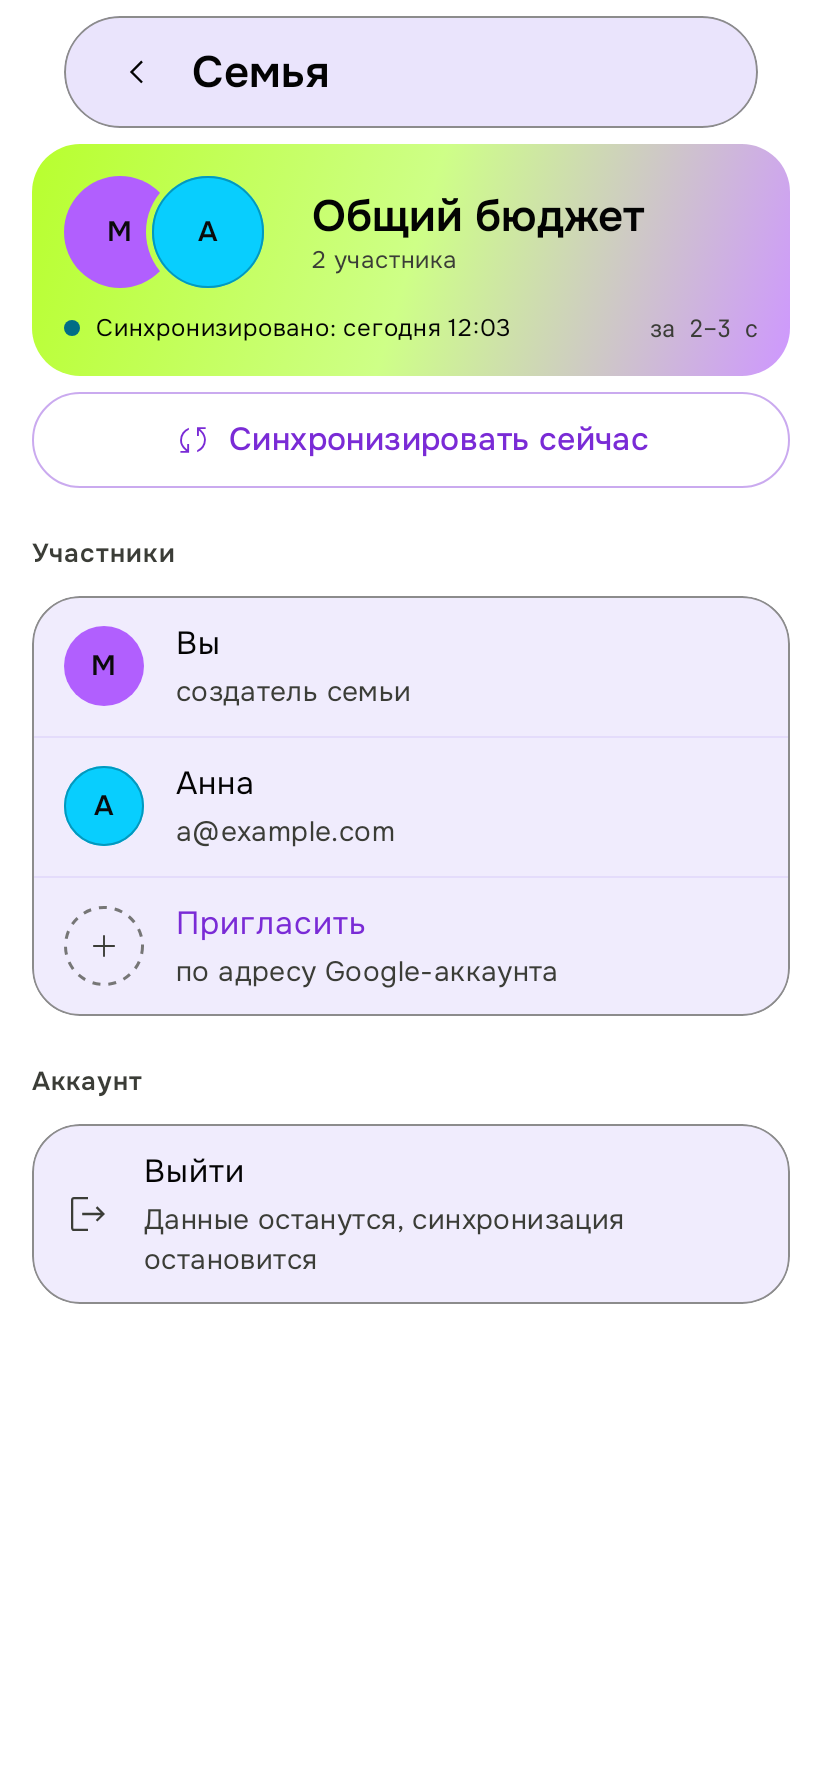 Семья
М А
Общий бюджет
2 участника
Синхронизировано: сегодня 12:03 за 2–3 с
Синхронизировать сейчас
Участники
М
Вы
создатель семьи
А
Анна
a@example.com
Пригласить
по адресу Google-аккаунта
Аккаунт
Выйти
Данные останутся, синхронизация
остановится